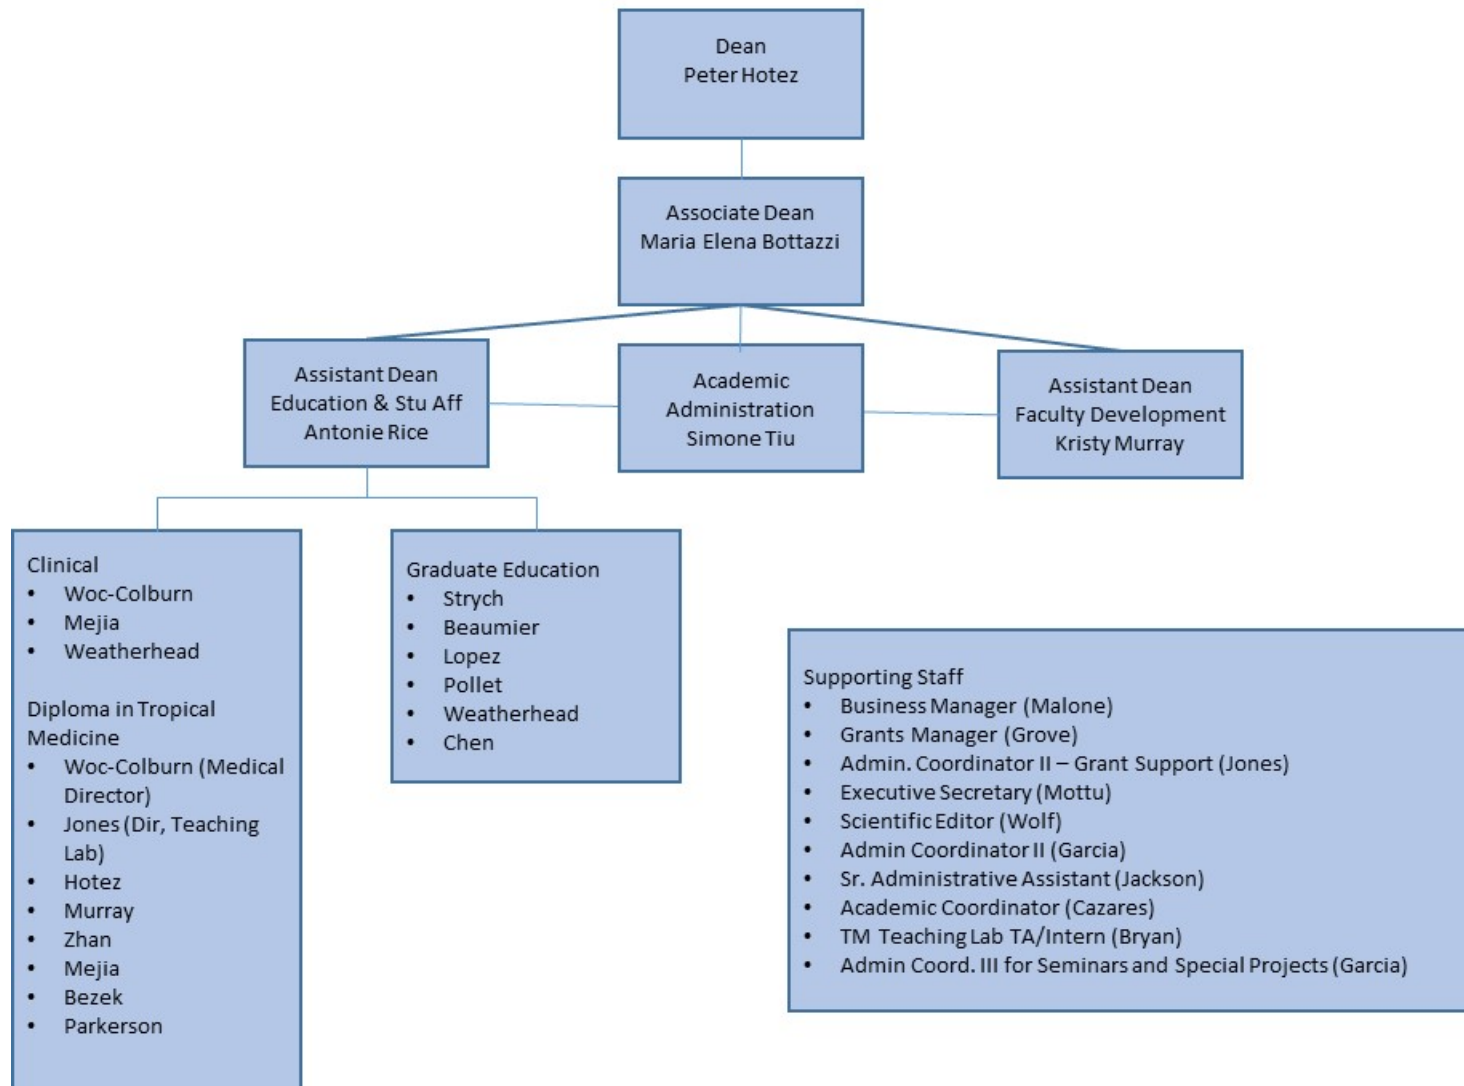 Dean
Peter Hotez
Associate Dean
Maria Elena Bottazzi
Assistant Dean
Education & Stu Aff
Antonie Rice
Academic
Administration
Simone Tiu
Assistant Dean
Faculty Development
Kristy Murray
Clinical
• Woc-Colburn
• Mejia
• Weatherhead
Diploma in Tropical
Medicine
• Woc-Colburn (Medical
Director)
• Jones (Dir, Teaching
Lab)
• Hotez
• Murray
• Zhan
• Mejia
• Bezek
• Parkerson
Graduate Education
• Strych
• Beaumier
• Lopez
• Pollet
• Weatherhead
• Chen
Supporting Staff
• Business Manager (Malone)
• Grants Manager (Grove)
• Admin. Coordinator II – Grant Support (Jones)
• Executive Secretary (Mottu)
• Scientific Editor (Wolf)
• Admin Coordinator II (Garcia)
• Sr. Administrative Assistant (Jackson)
• Academic Coordinator (Cazares)
• TM Teaching Lab TA/Intern (Bryan)
• Admin Coord. III for Seminars and Special Projects (Garcia)